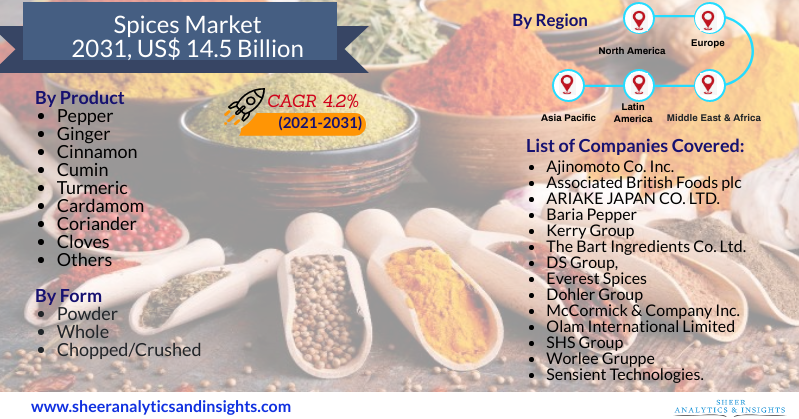 Spices Market
2031, US$ 14.5 Billion
By Product
• Pepper
• Ginger
• Cinnamon
• Cumin
• Turmeric
• Cardamom
• Coriander
• Cloves
• Others
By Form
• Powder
• Whole
• Chopped/Crushed
CAGR 4.2%
(2021-2031)
By Region
North America
Europe
Asia Pacific
Latin
America
Middle East & Africa
List of Companies Covered:
• Ajinomoto Co. Inc.
• Associated British Foods plc
• ARIAKE JAPAN CO. LTD.
• Baria Pepper
• Kerry Group
• The Bart Ingredients Co. Ltd.
• DS Group,
• Everest Spices
• Dohler Group
• McCormick & Company Inc.
• Olam International Limited
• SHS Group
• Worlee Gruppe
• Sensient Technologies.
www.sheeranalyticsandinsights.com
SHEER
ANALYTICS & INSIGHTS